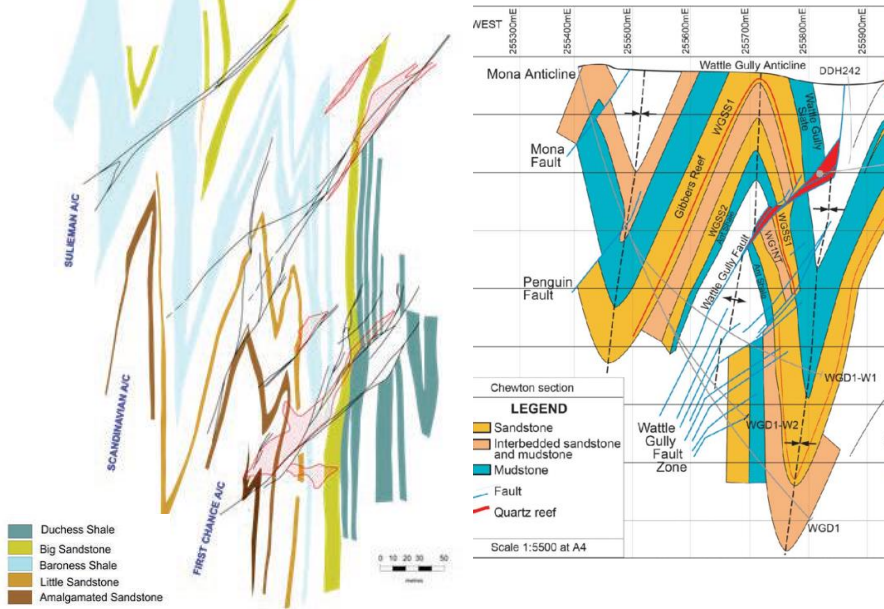 SULIEMAN A/C
SCANDINAVIAN A/C
FIRST CHANCE A/C
Duchess Shale
Big Sandstone
Baroness Shale
Little Sandstone
Amalgamated Sandstone
0 10 20 30 50
metres
WEST
255300mE
255400mE
255500mE
255600mE
255700mE
255800mE
255900mE
Mona Anticline
Wattle Gully Anticline
DDH242
Mona
Fault
Penguin
Fault
Gibbers Reef
WGSS1
WGSS2
Wattle Gully
Slate
Wattle Gully Fault
WGSS1
WG1NT
WGD1-W1
WGD1-W2
WGD1
Wattle
Gully
Fault
Zone
Chewton section
LEGEND
Sandstone
Interbedded sandstone
and mudstone
Mudstone
Fault
Quartz reef
Scale 1:5500 at A4